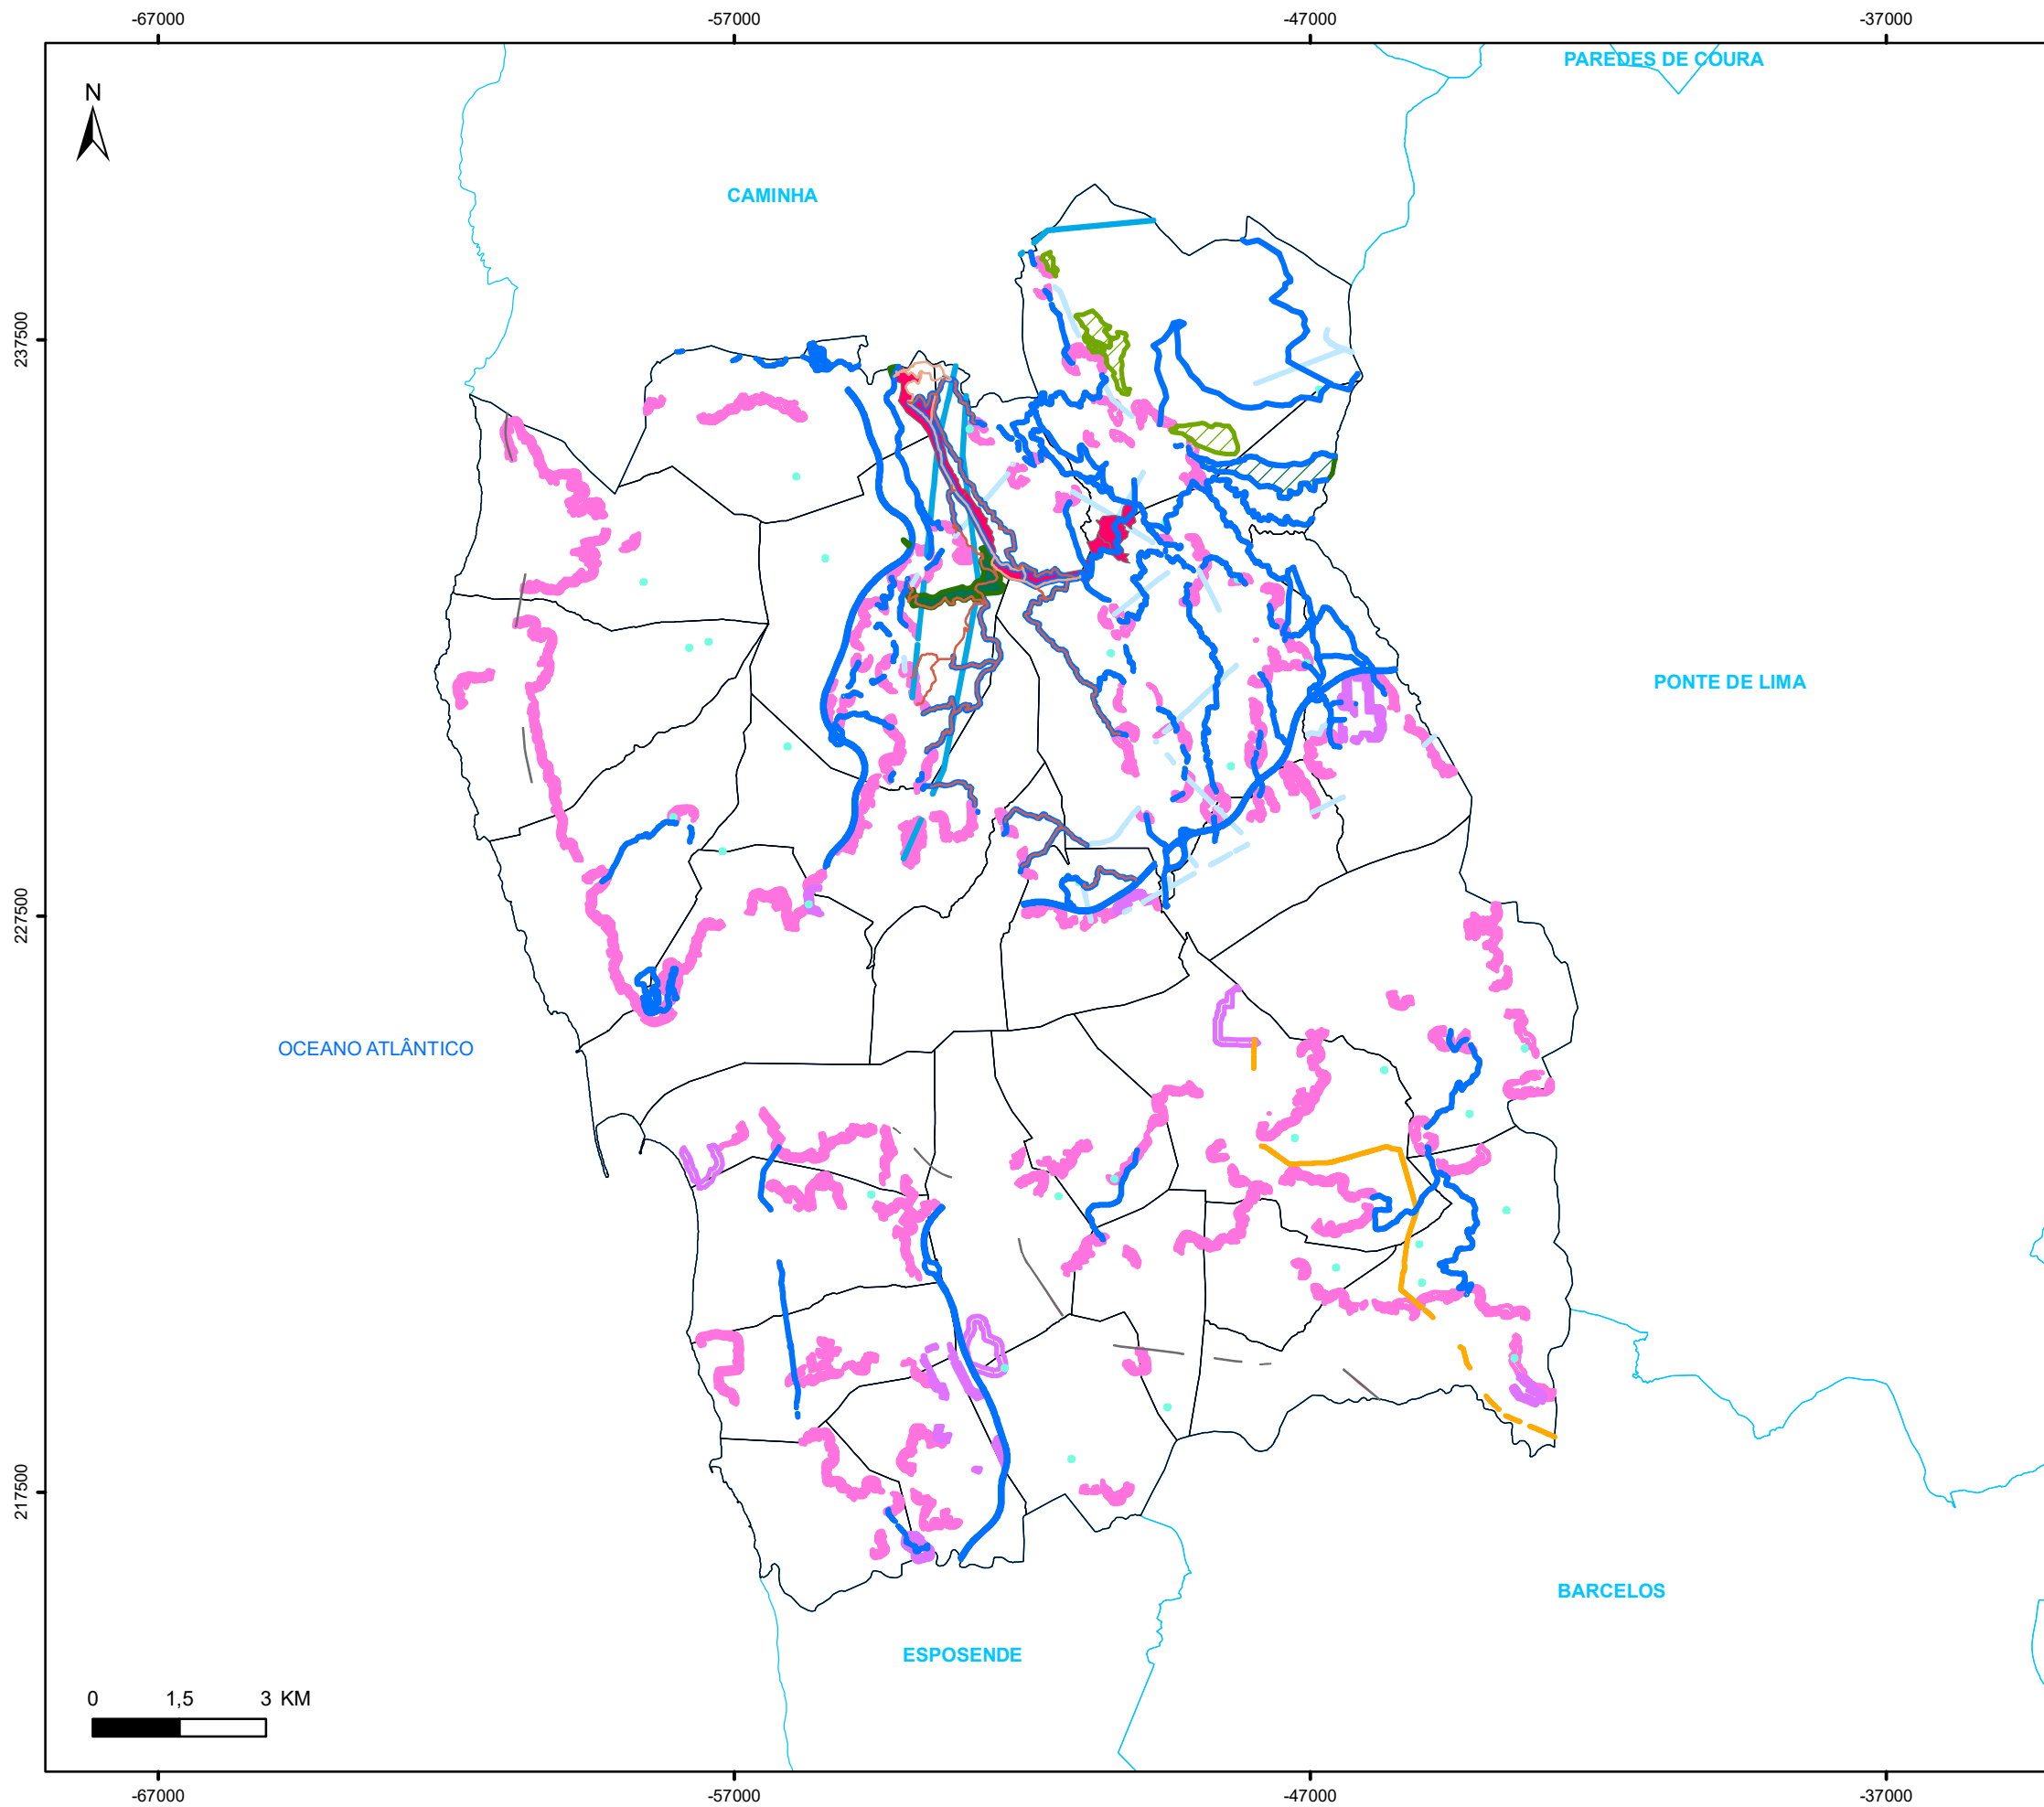 -67000
-57000
-47000
-37000
PAREDES DE COURA
N
CAMINHA
237500
PONTE DE LIMA
227500
OCEANO ATLÂNTICO
217500
BARCELOS
ESPOSENDE
0 1,5 3 KM
-67000
-57000
-47000
-37000